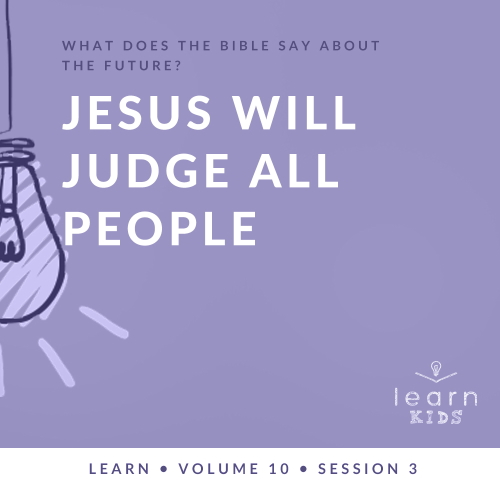 WHAT DOES THE BIBLE SAY ABOUT
THE FUTURE?
JESUS WILL
JUDGE ALL
PEOPLE
learn
KIDS
LEARN • VOLUME 10 • SESSION 3